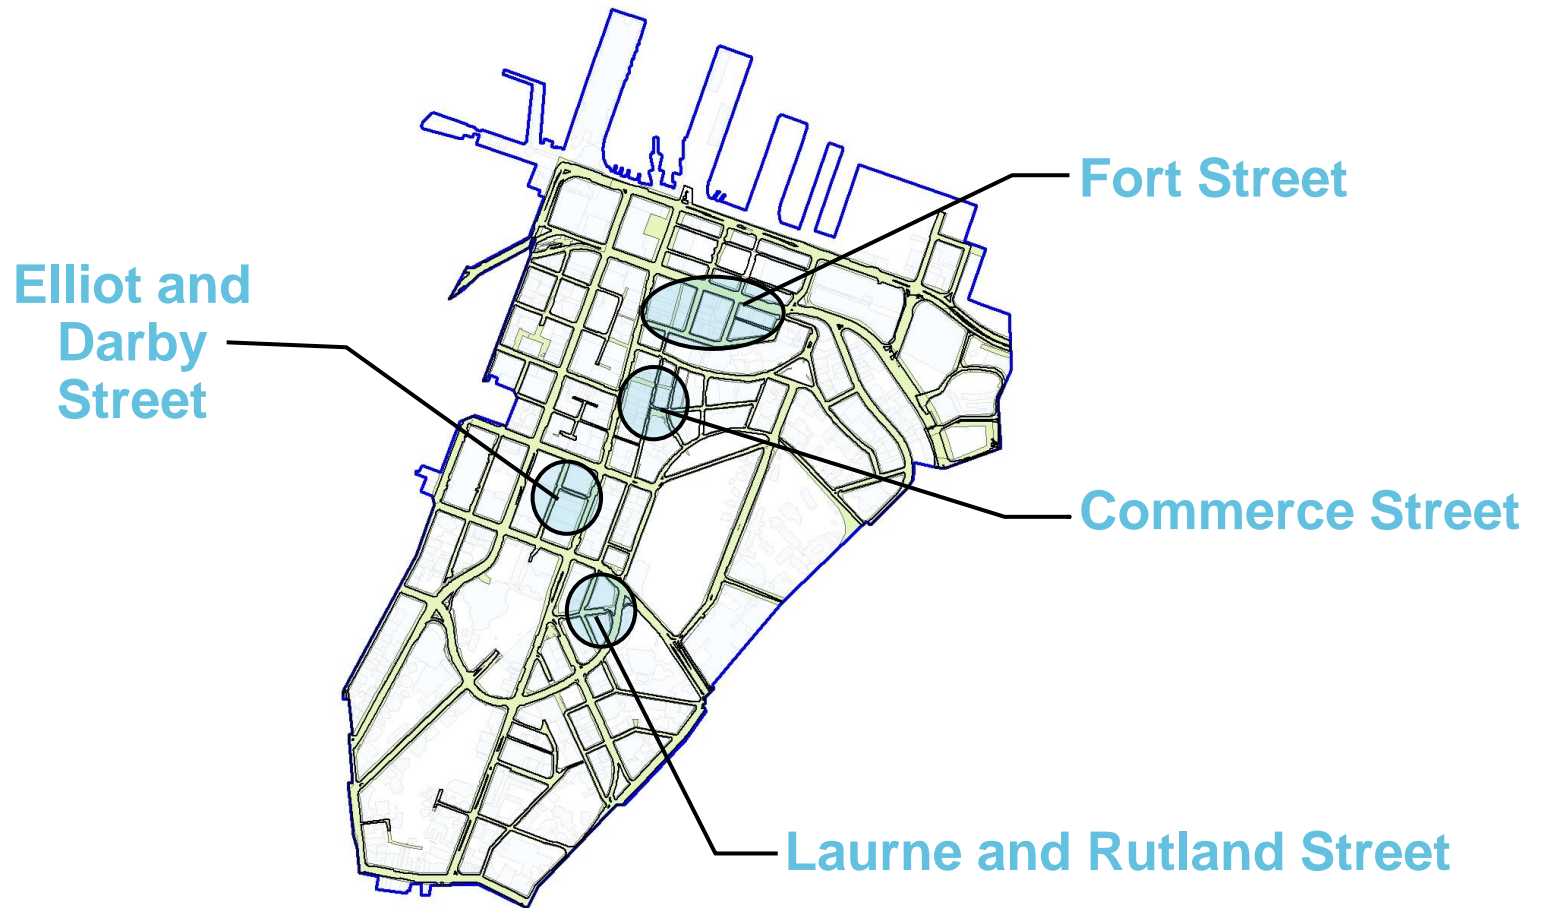 Fort Street
Elliot and
Darby
Street
Commerce Street
Laurne and Rutland Street